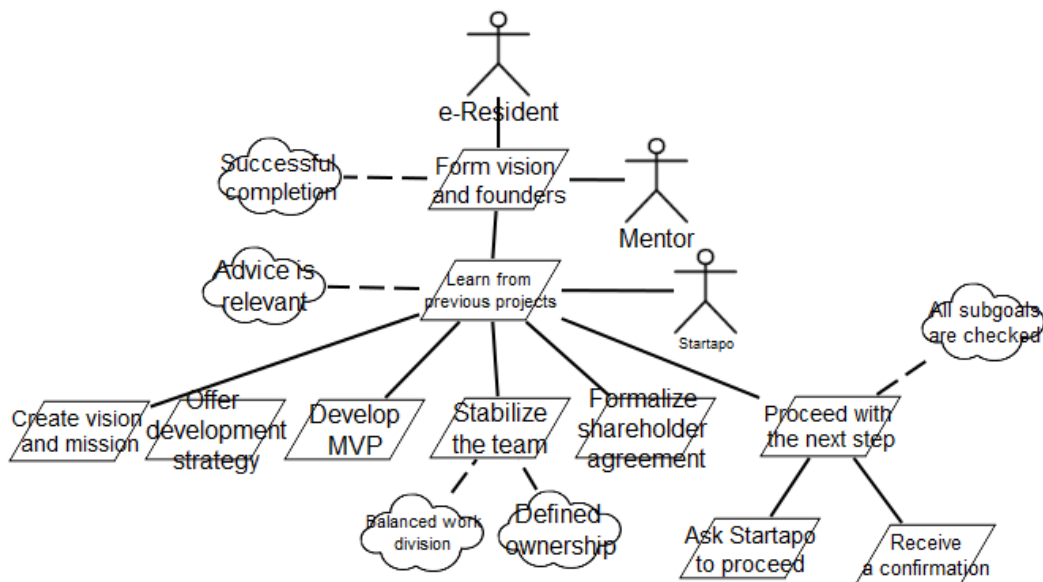 e-Resident
Successful
completion
Form vision
and founders
Mentor
Advice is
relevant
Learn from
previous projects
Startapo
All subgoals
are checked
Create vision
and mission
Offer
development
strategy
Develop
MVP
Stabilize
the team
Formalize
shareholder
agreement
Proceed with
the next step
Balanced work
division
Defined
ownership
Ask Startapo
to proceed
Receive
a confirmation